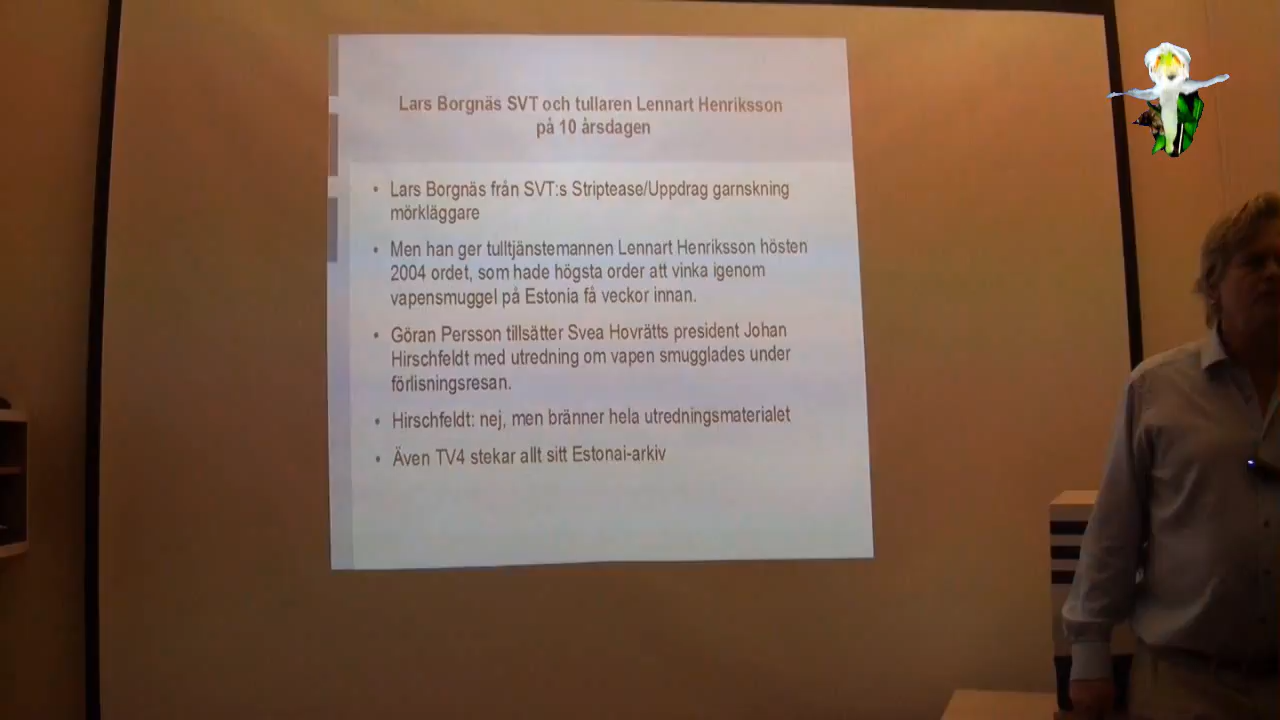 Lars Borgnäs SVT och tullaren Lennart Henriksson
på 10 årsdagen
• Lars Borgnäs från SVT:s Striptease/Uppdrag garnskning
mörkläggare
• Men han ger tulltjänstemannen Lennart Henriksson hösten
2004 ordet, som hade högsta order att vinka igenom
vapensmuggel på Estonia få veckor innan.
• Göran Persson tillsätter Svea Hovrätts president Johan
Hirschfeldt med utredning om vapen smugglades under
förlisningsresan.
• Hirschfeldt: nej, men bränner hela utredningsmaterialet
• Även TV4 stekar allt sitt Estonai-arkiv